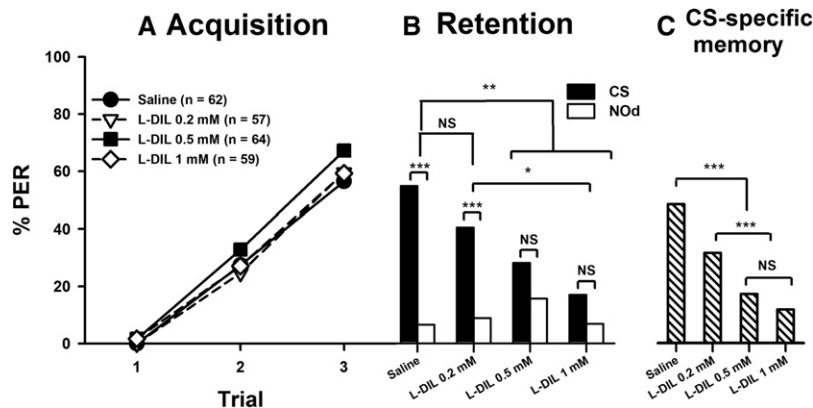 A Acquisition
B Retention
C CS-specific
memory
% PER
100
80
60
40
20
0
Saline (n = 62)
L-DIL 0.2 mM (n = 57)
L-DIL 0.5 mM (n = 64)
L-DIL 1 mM (n = 59)
1
2
3
Trial
CS
NOd
**
NS
***
*
***
NS
NS
Saline
L-DIL 0.2 mM
L-DIL 0.5 mM
L-DIL 1 mM
***
***
NS
Saline
L-DIL 0.2 mM
L-DIL 0.5 mM
L-DIL 1 mM